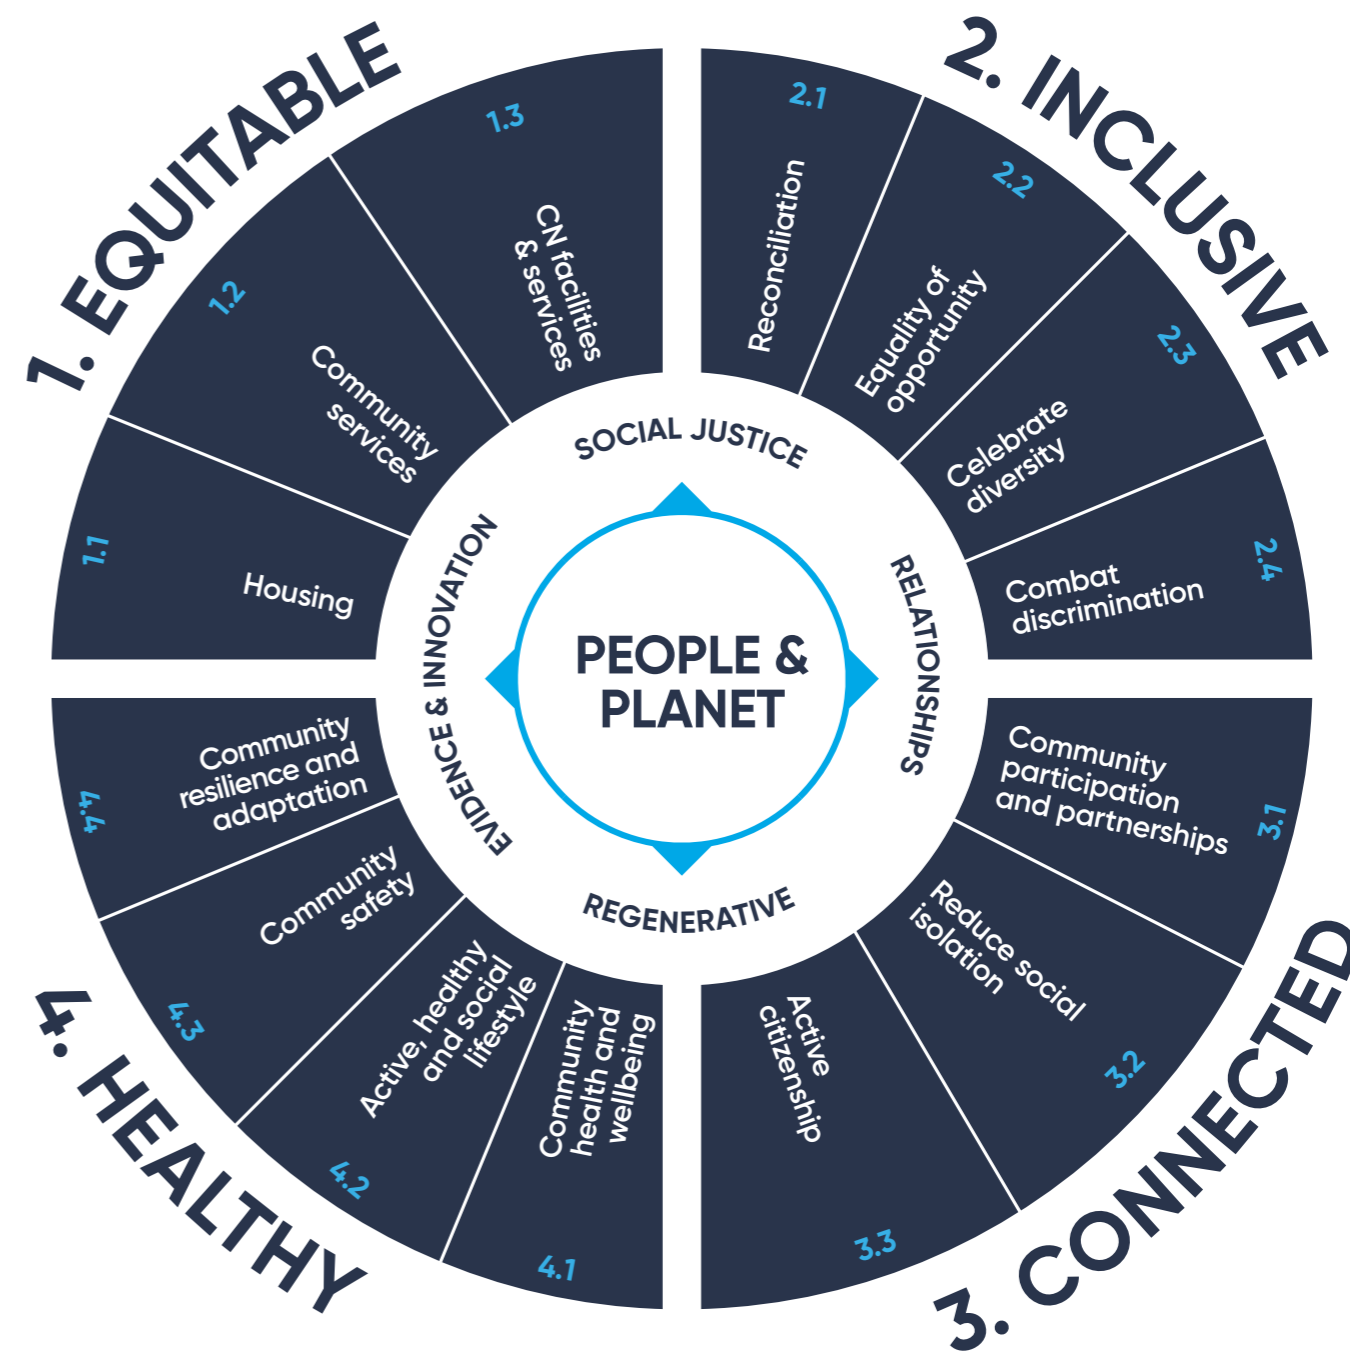 1. EQUITABLE
1.1
Housing
1.2
Community
services
1.3
CN facilities
& services
2. INCLUSIVE
2.1
Reconciliation
2.2
Equality of
opportunity
2.3
Celebrate
diversity
2.4
Combat
discrimination
3. CONNECTED
3.1
Community
participation
and partnerships
3.2
Reduce social
isolation
3.3
Active
citizenship
4. HEALTHY
4.1
Community
health and
wellbeing
4.2
Active, healthy
and social
lifestyle
4.3
Community
safety
4.4
Community
resilience and
adaptation
SOCIAL JUSTICE
RELATIONSHIPS
REGENERATIVE
EVIDENCE & INNOVATION
PEOPLE &
PLANET